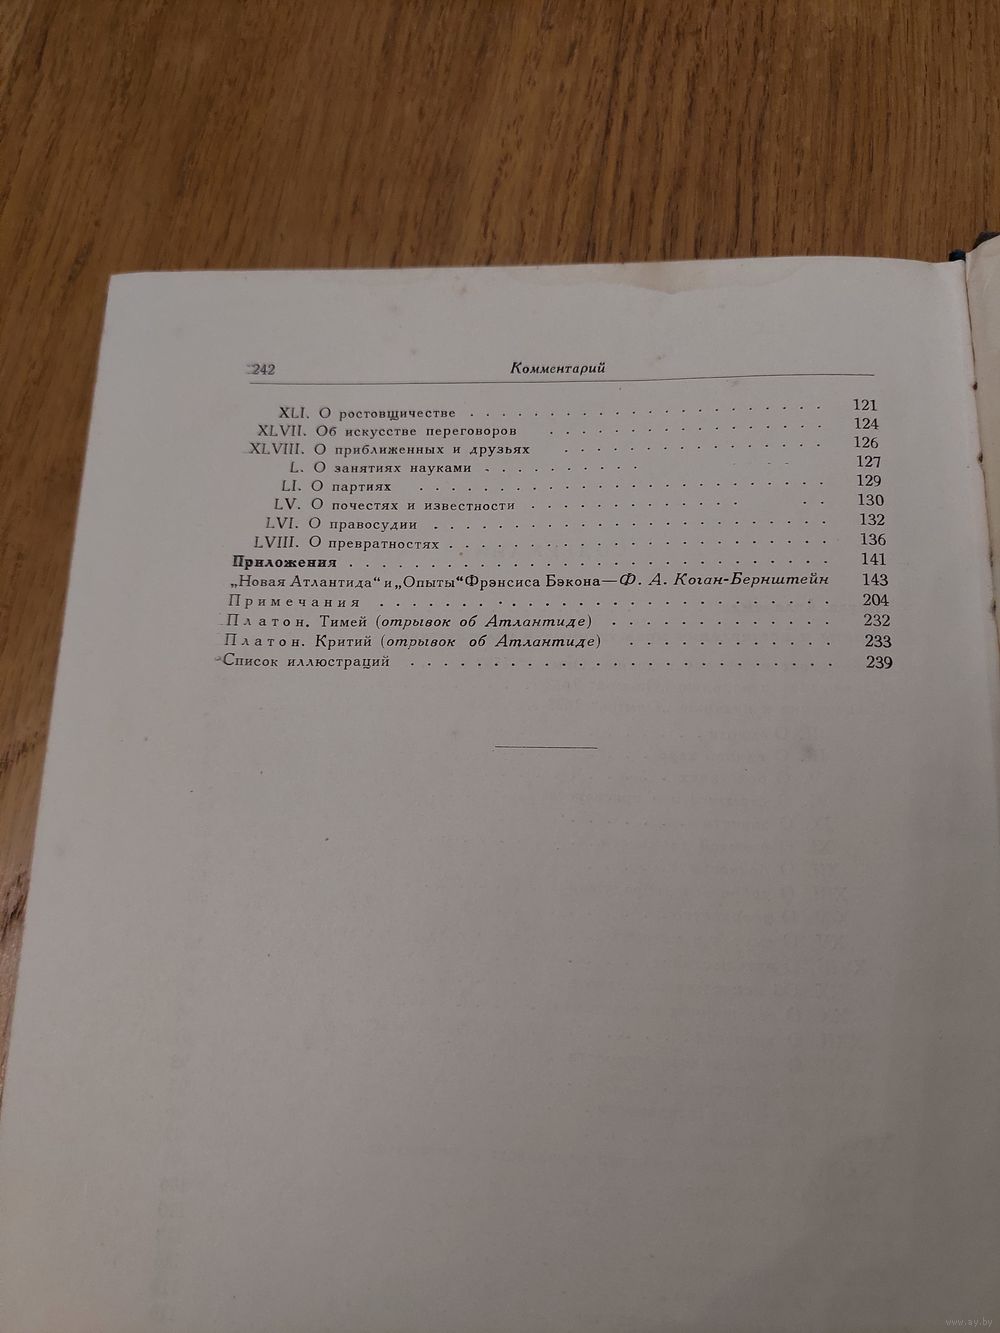 242 Комментарий
XLI. О ростовщичестве . . . . . . . . . . . . . . . . . . . . . 121
XLVII. Об искусстве переговоров . . . . . . . . . . . . . . . . 124
XLVIII. О приближенных и друзьях . . . . . . . . . . . . . . . 126
L. О занятиях науками . . . . . . . . . . . . 127
LI. О партиях . . . . . . . . . . . . . . . . . . . . . . . . 129
LV. О почестях и известности . . . . . . . . . . . . . . . 130
LVI. О правосудии . . . . . . . . . . . . . . . . . . . . . . 132
LVIII. О превратностях . . . . . . . . . . . . . . . . . . . . . 136
Приложения . . . . . . . . . . . . . . . . . . . . . . . . . . . 141
„Новая Атлантида“ и „Опыты“ Фрэнсиса Бэкона—Ф. А. Коган-Бернштейн 143
Примечания . . . . . . . . . . . . . . . . . . . . . . . . . 204
Платон. Тимей (отрывок об Атлантиде) . . . . . . . . . . . . 232
Платон. Критий (отрывок об Атлантиде) . . . . . . . . . . . 233
Список иллюстраций . . . . . . . . . . . . . . . . . . . . . . . 239
www.ay.by